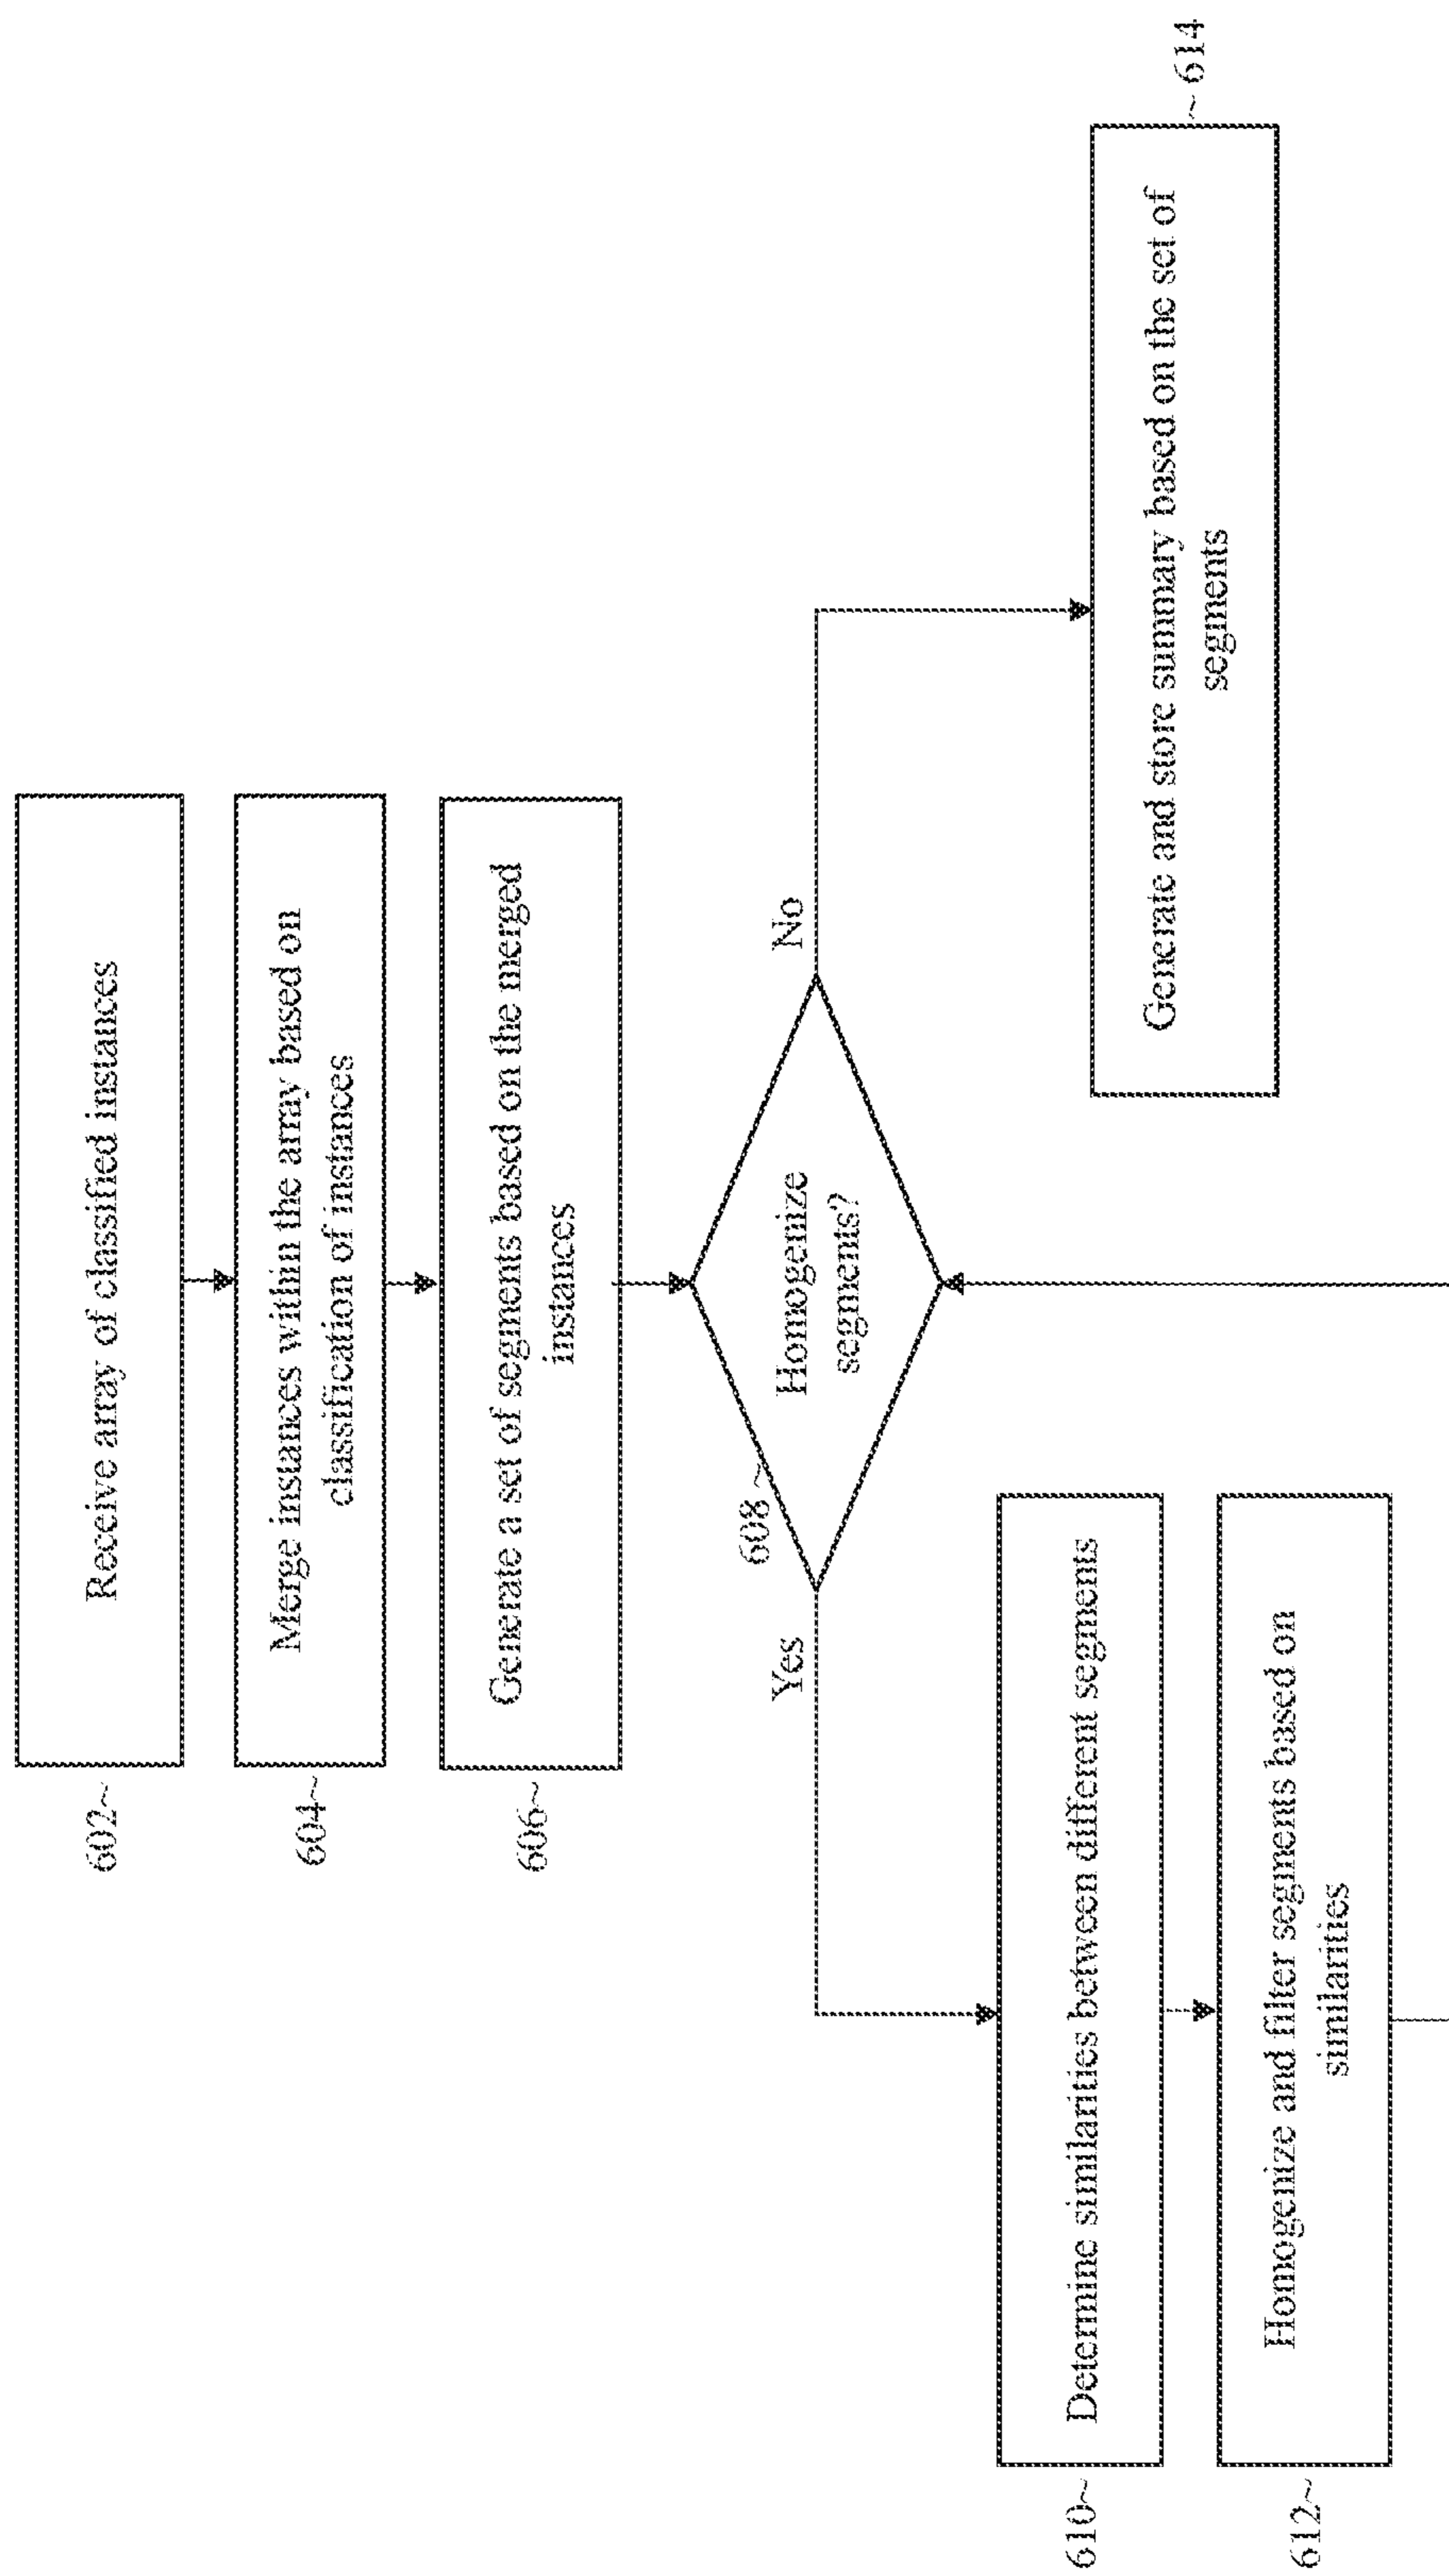 602~
Receive array of classified instances
604~
Merge instances within the array based on
classification of instances
606~
Generate a set of segments based on the merged
instances
608~
Homogenize
segments?
Yes
No
610~
Determine similarities between different segments
612~
Homogenize and filter segments based on
similarities
~614
Generate and store summary based on the set of
segments